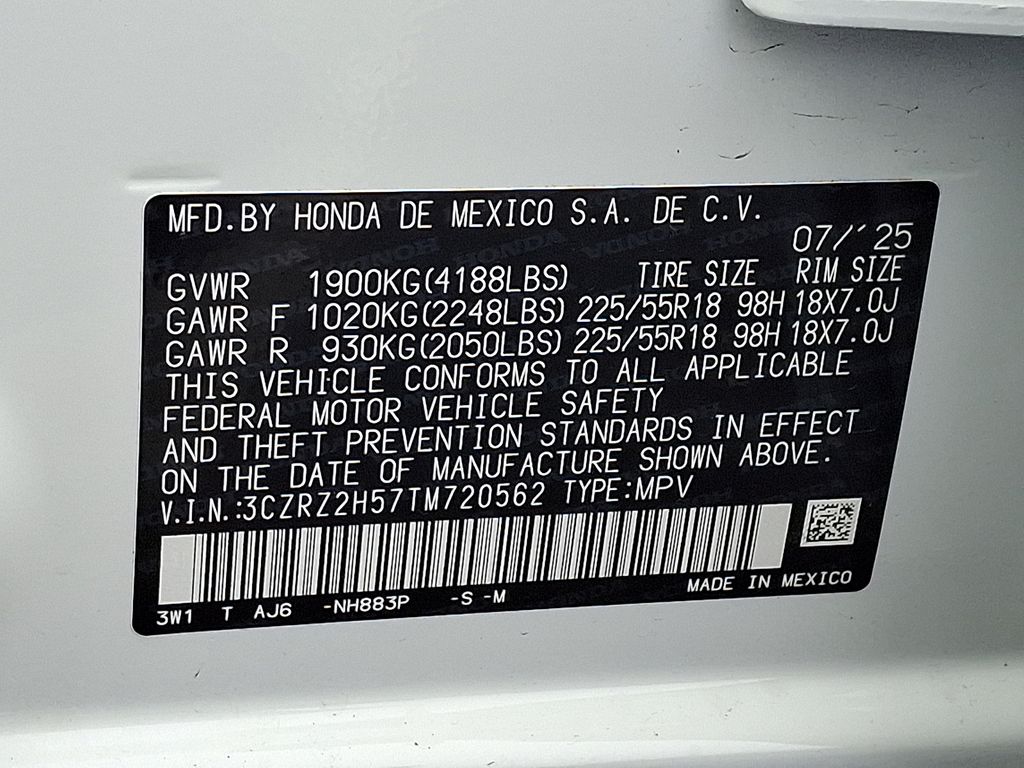 MFD.BY HONDA DE MEXICO S.A. DE C.V.
07/´25
GVWR 1900KG(4188LBS) TIRE SIZE RIM SIZE
GAWR F 1020KG(2248LBS) 225/55R18 98H 18X7.0J
GAWR R 930KG(2050LBS) 225/55R18 98H 18X7.0J
THIS VEHICLE CONFORMS TO ALL APPLICABLE
FEDERAL MOTOR VEHICLE SAFETY
AND THEFT PREVENTION STANDARDS IN EFFECT
ON THE DATE OF MANUFACTURE SHOWN ABOVE.
V.I.N.:3CZRZ2H57TM720562 TYPE:MPV
MADE IN MEXICO
3W1 T AJ6 -NH883P -S -M